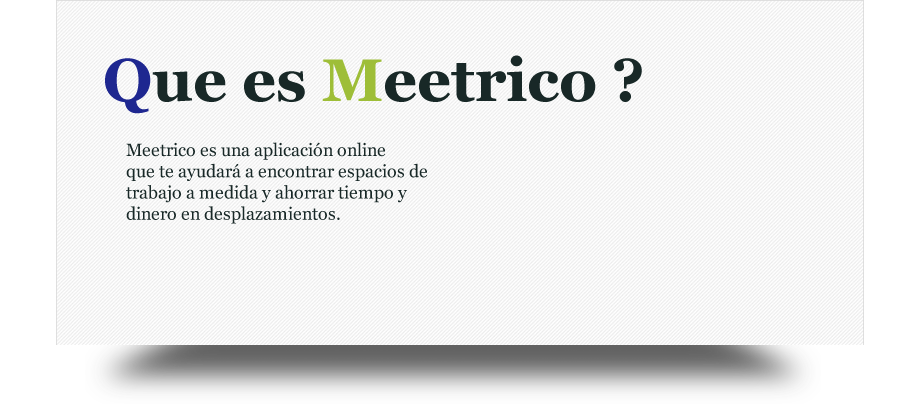 Que es Meetrico ?
Meetrico es una aplicación online
que te ayudará a encontrar espacios de
trabajo a medida y ahorrar tiempo y
dinero en desplazamientos.